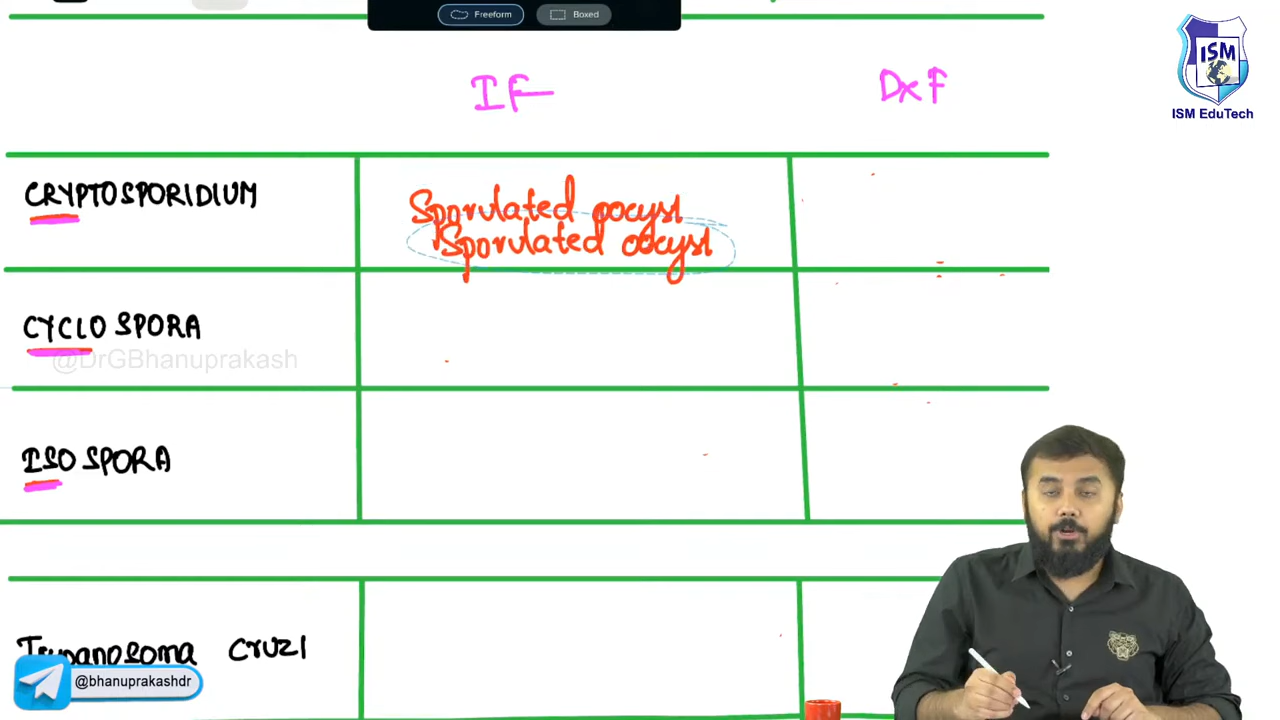 Freeform
Boxed
ISM
ISM EduTech
IF
DxF
CRYPTOSPORIDIUM
Sporulated oocyst
Sporulated oocyst
CYCLOSPORA
@DrGBhanuprakash
ISOSPORA
Trypanosoma cruzi
@bhanuprakashdr